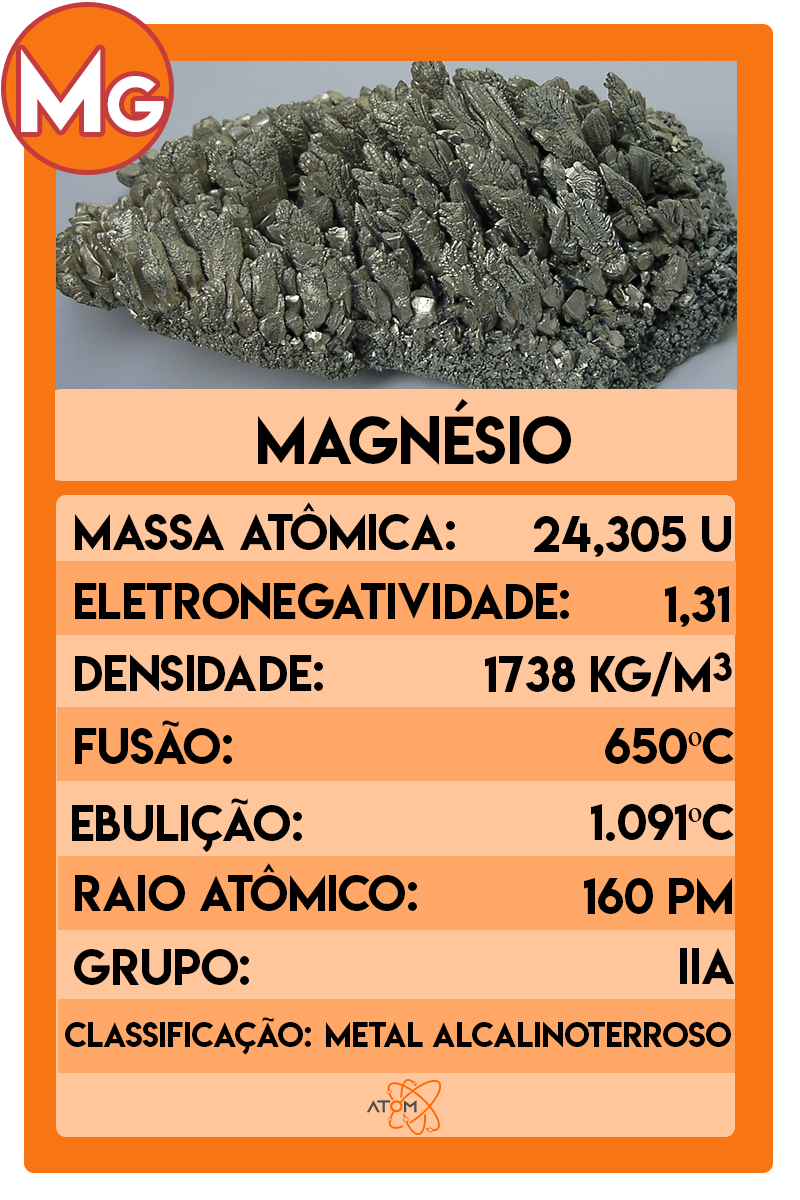 MG
MAGNÉSIO
MASSA ATÔMICA: 24,305 U
ELETRONEGATIVIDADE: 1,31
DENSIDADE: 1738 KG/M³
FUSÃO: 650ºC
EBULIÇÃO: 1.091ºC
RAIO ATÔMICO: 160 PM
GRUPO: IIA
CLASSIFICAÇÃO: METAL ALCALINOTERROSO
ATOM